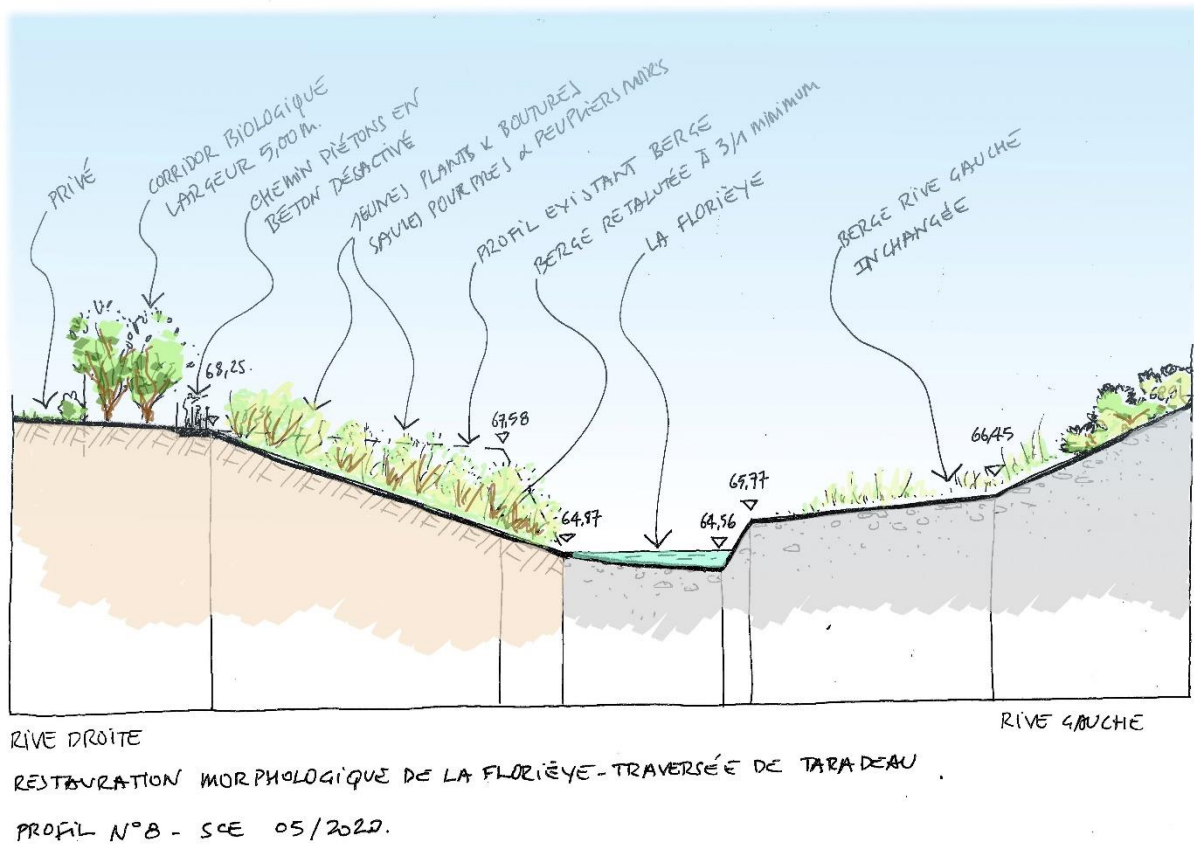 PRIVÉ
CORRIDOR BIOLOGIQUE
LARGEUR 5,00 M.
CHEMIN PIÉTONS EN
BÉTON DÉSACTIVÉ
JEUNES PLANTS & BOUTURES
SAULES POURPRES & PEUPLIERS NOIRS
PROFIL EXISTANT BERGE
BERGE RETALUTÉE À 3/1 MINIMUM
LA FLORIÈYE
BERGE RIVE GAUCHE
INCHANGÉE
68,25.
67,58
64,87
64,56
65,77
66,45
RIVE DROITE
RIVE GAUCHE
RESTAURATION MORPHOLOGIQUE DE LA FLORIÈYE - TRAVERSÉE DE TARADEAU.
PROFIL N°8 - SCE 05/2020.